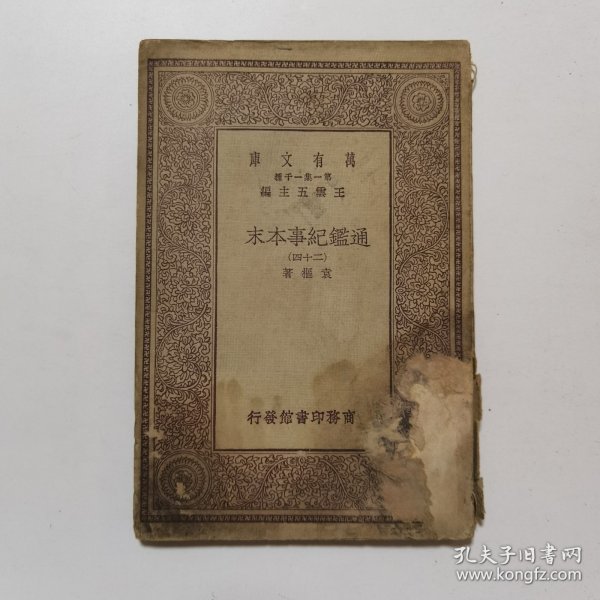 萬有文庫
第一集一千種
王雲五主編
通鑑紀事本末
(二十四)
袁樞著
商務印書館發行
孔夫子旧书网
www.kongfz.com